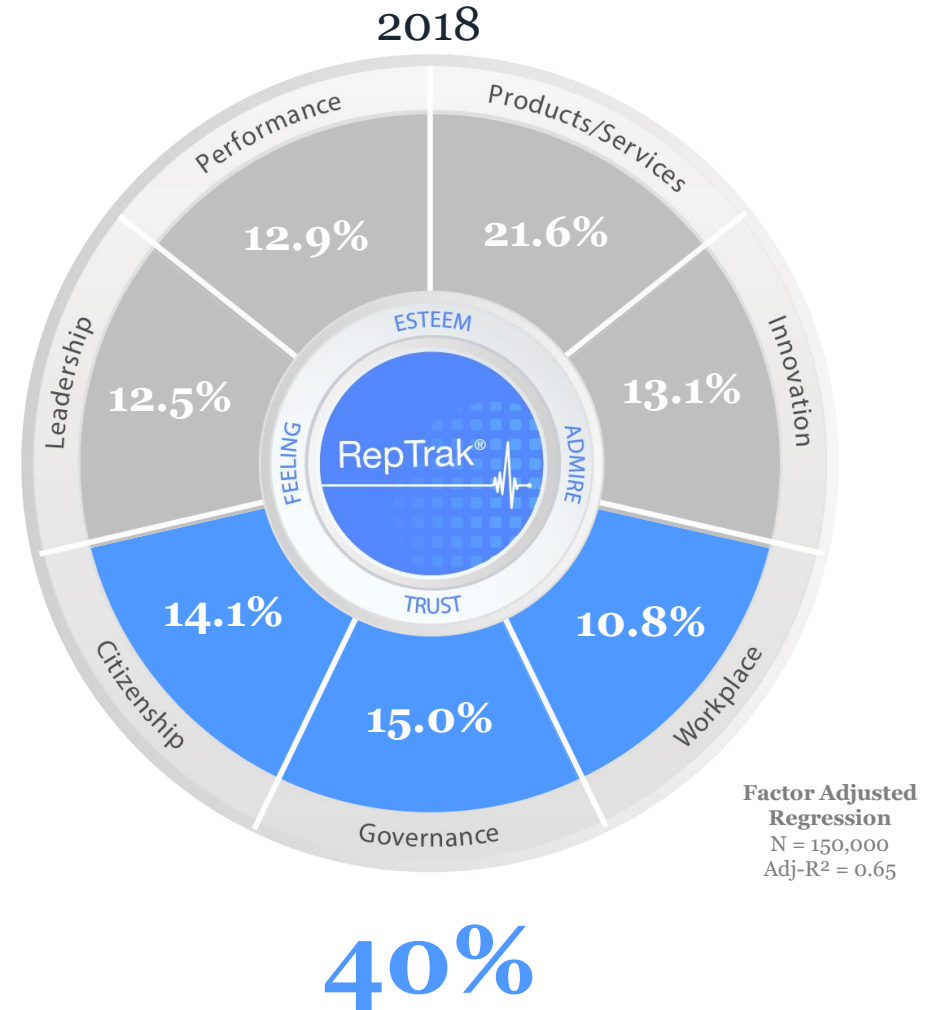 2018
Performance
Products/Services
12.9%
21.6%
Leadership
Innovation
12.5%
13.1%
ESTEEM
FEELING
ADMIRE
RepTrak®
TRUST
14.1%
10.8%
15.0%
Citizenship
Workplace
Governance
Factor Adjusted
Regression
N = 150,000
Adj-R² = 0.65
40%